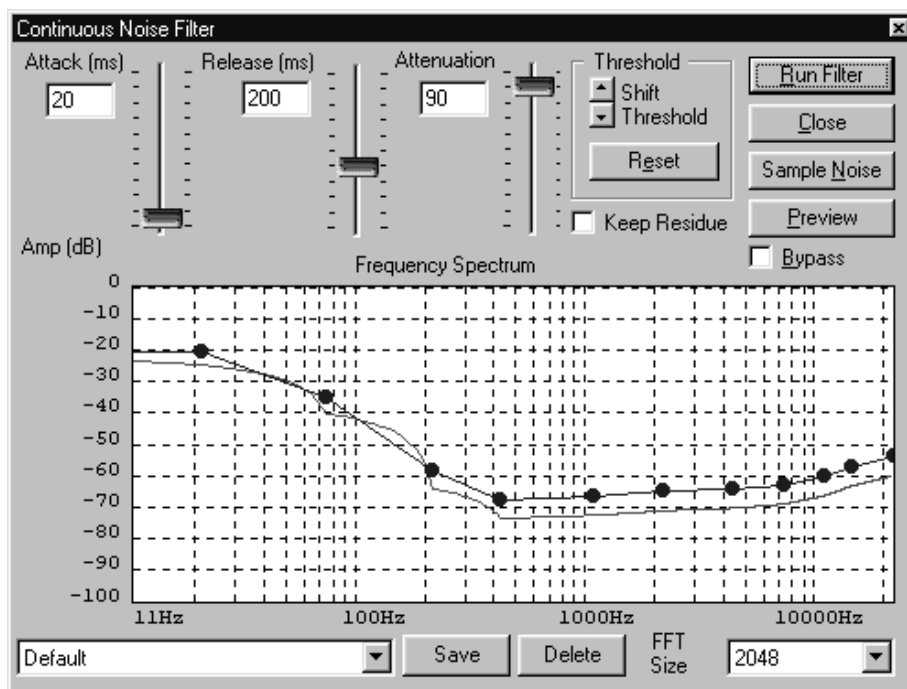 Continuous Noise Filter
Attack (ms)
20
Release (ms)
200
Attenuation
90
Threshold
Shift
Threshold
Reset
Keep Residue
Run Filter
Close
Sample Noise
Preview
Bypass
Amp (dB)
Frequency Spectrum
0
-10
-20
-30
-40
-50
-60
-70
-80
-90
-100
11Hz 100Hz 1000Hz 10000Hz
Default
Save
Delete
FFT
Size
2048